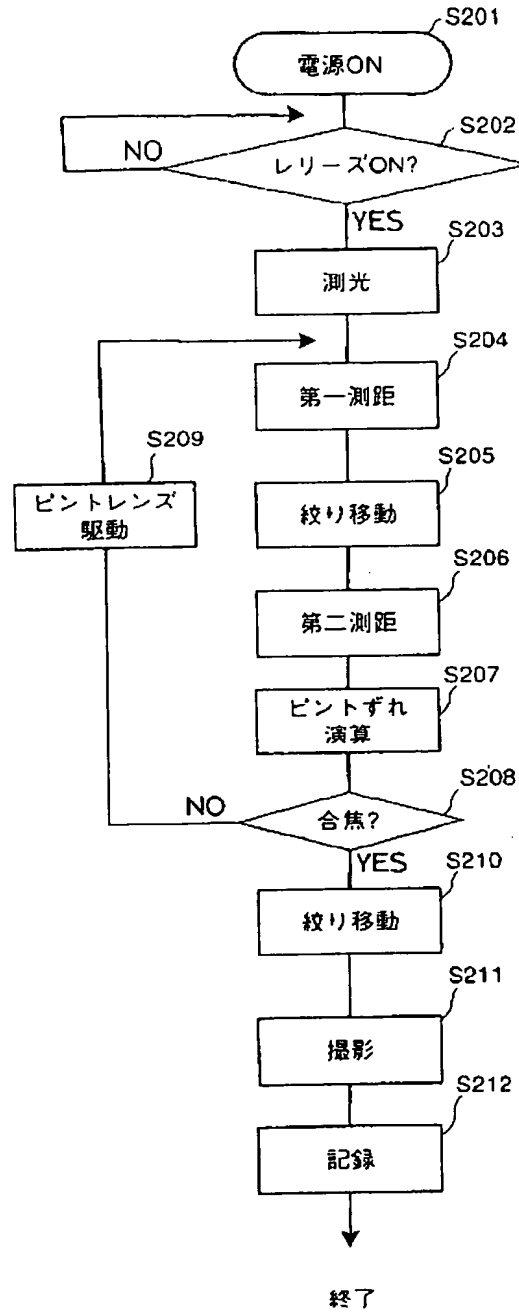 S201
電源ON
S202
レリーズON?
NO
YES
S203
測光
S204
第一測距
S209
ピントレンズ
駆動
S205
絞り移動
S206
第二測距
S207
ピントずれ
演算
S208
合焦?
NO
YES
S210
絞り移動
S211
撮影
S212
記録
終了